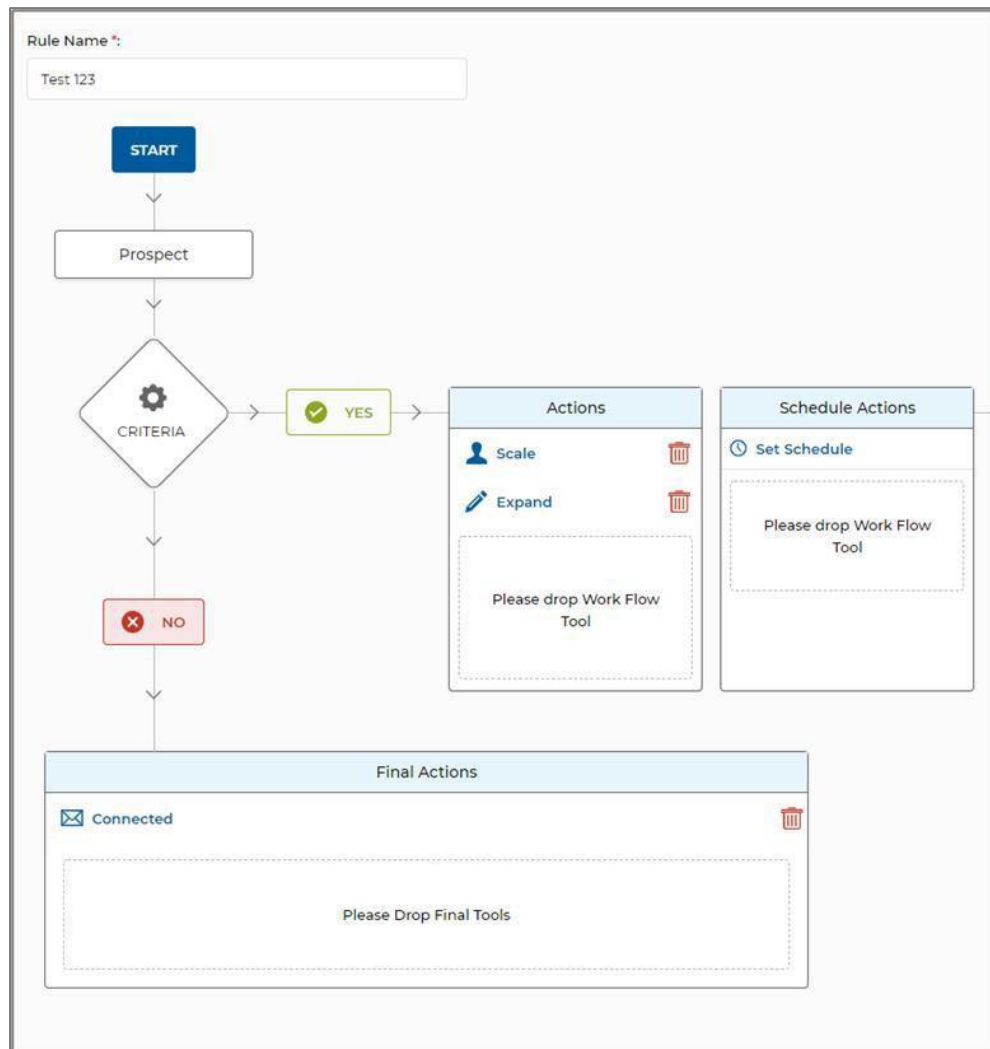 Rule Name *:
Test 123
START
Prospect
CRITERIA
YES
Actions
Scale
Expand
Please drop Work Flow
Tool
Schedule Actions
Set Schedule
Please drop Work Flow
Tool
NO
Final Actions
Connected
Please Drop Final Tools